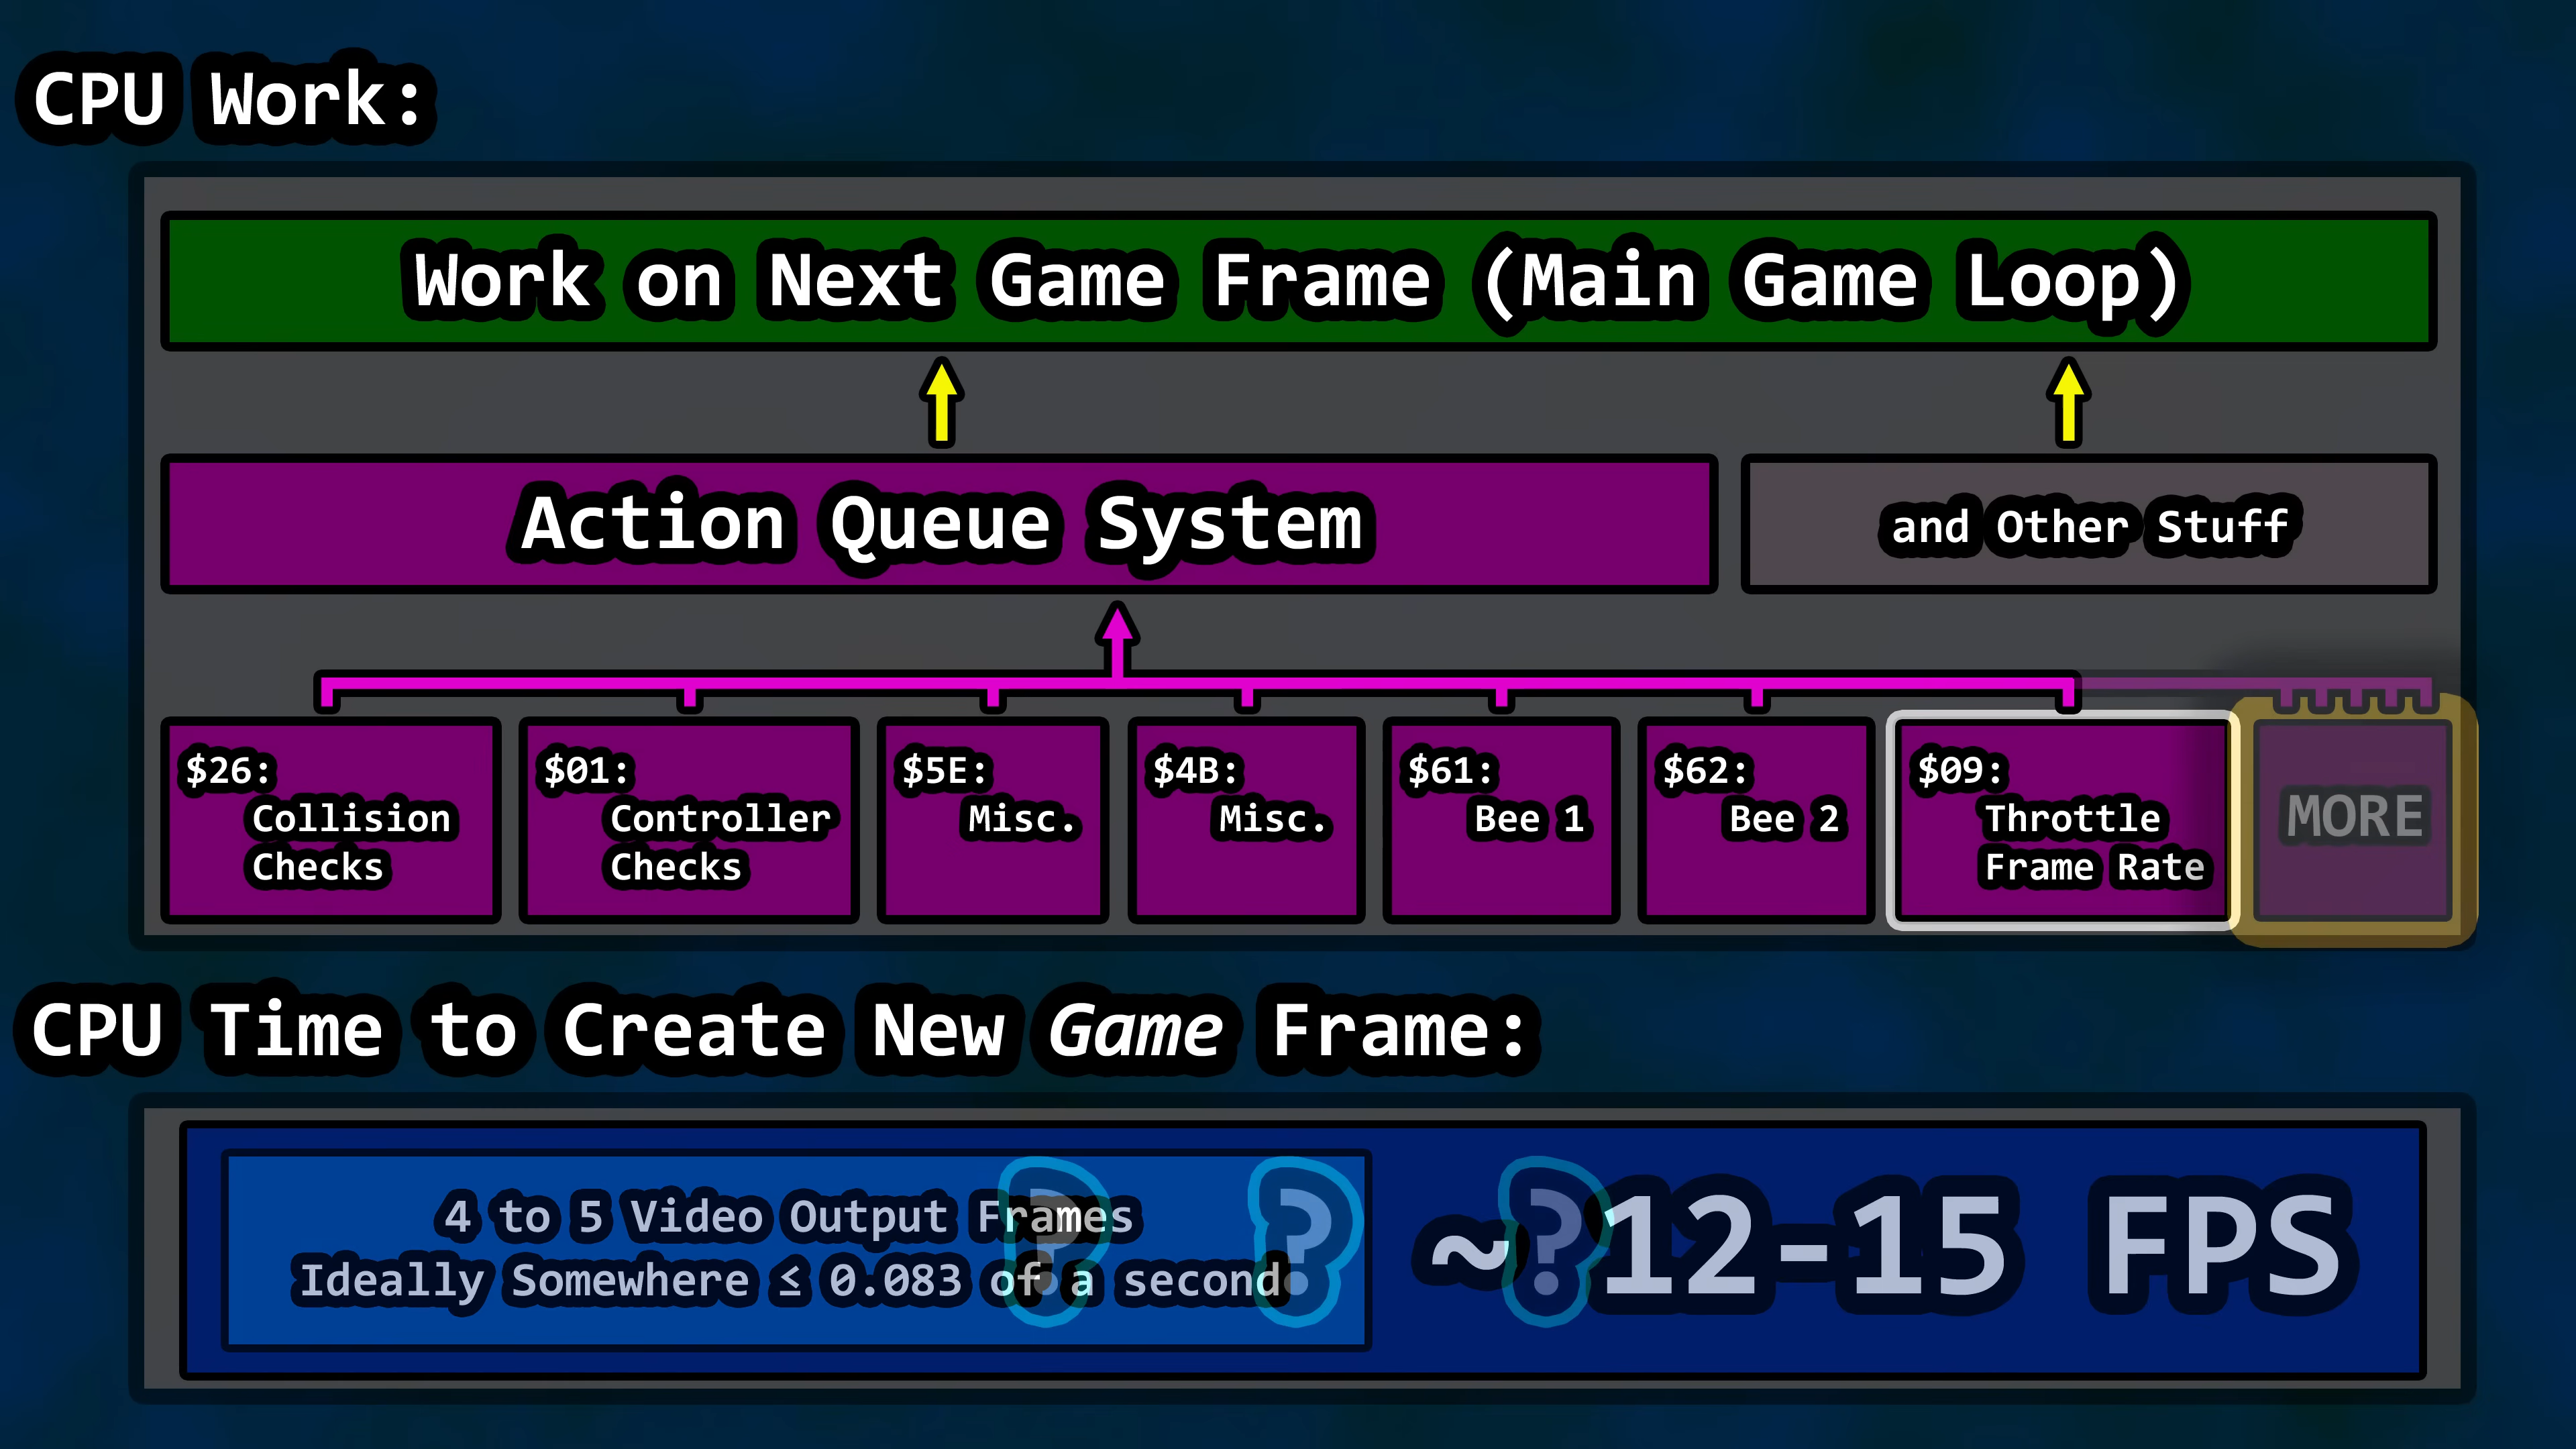 CPU Work:
Work on Next Game Frame (Main Game Loop)
Action Queue System
and Other Stuff
$26:
Collision
Checks
$01:
Controller
Checks
$5E:
Misc.
$4B:
Misc.
$61:
Bee 1
$62:
Bee 2
$09:
Throttle
Frame Rate
MORE
CPU Time to Create New Game Frame:
4 to 5 Video Output Frames
Ideally Somewhere ≤ 0.083 of a second
~12-15 FPS
? ? ?